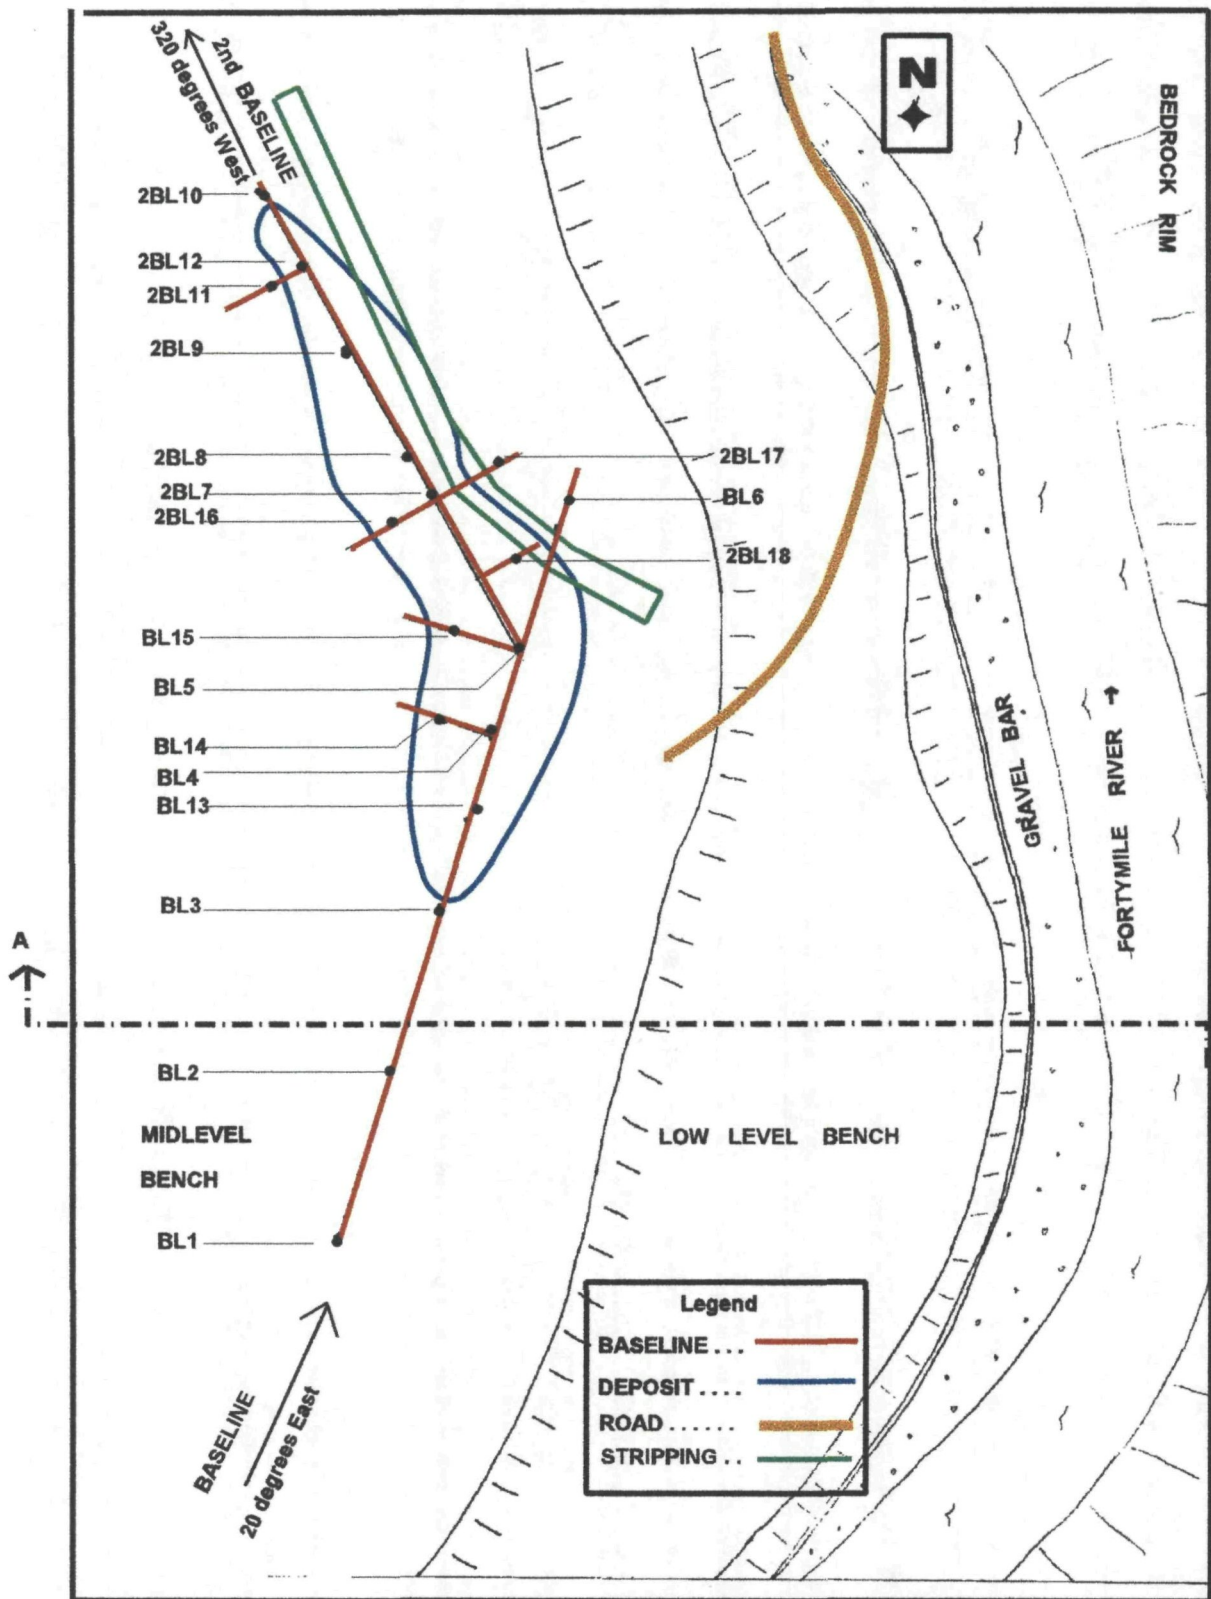 320 degrees West
2nd BASELINE
N
BEDROCK RIM
2BL10
2BL12
2BL11
2BL9
2BL8
2BL7
2BL16
2BL17
BL6
2BL18
BL15
BL5
BL14
BL4
BL13
BL3
GRAVEL BAR
FORTYMILE RIVER →
A
BL2
MIDLEVEL
BENCH
LOW LEVEL BENCH
BL1
BASELINE
20 degrees East
Legend
BASELINE . . .
DEPOSIT . . . .
ROAD . . . . . .
STRIPPING . .